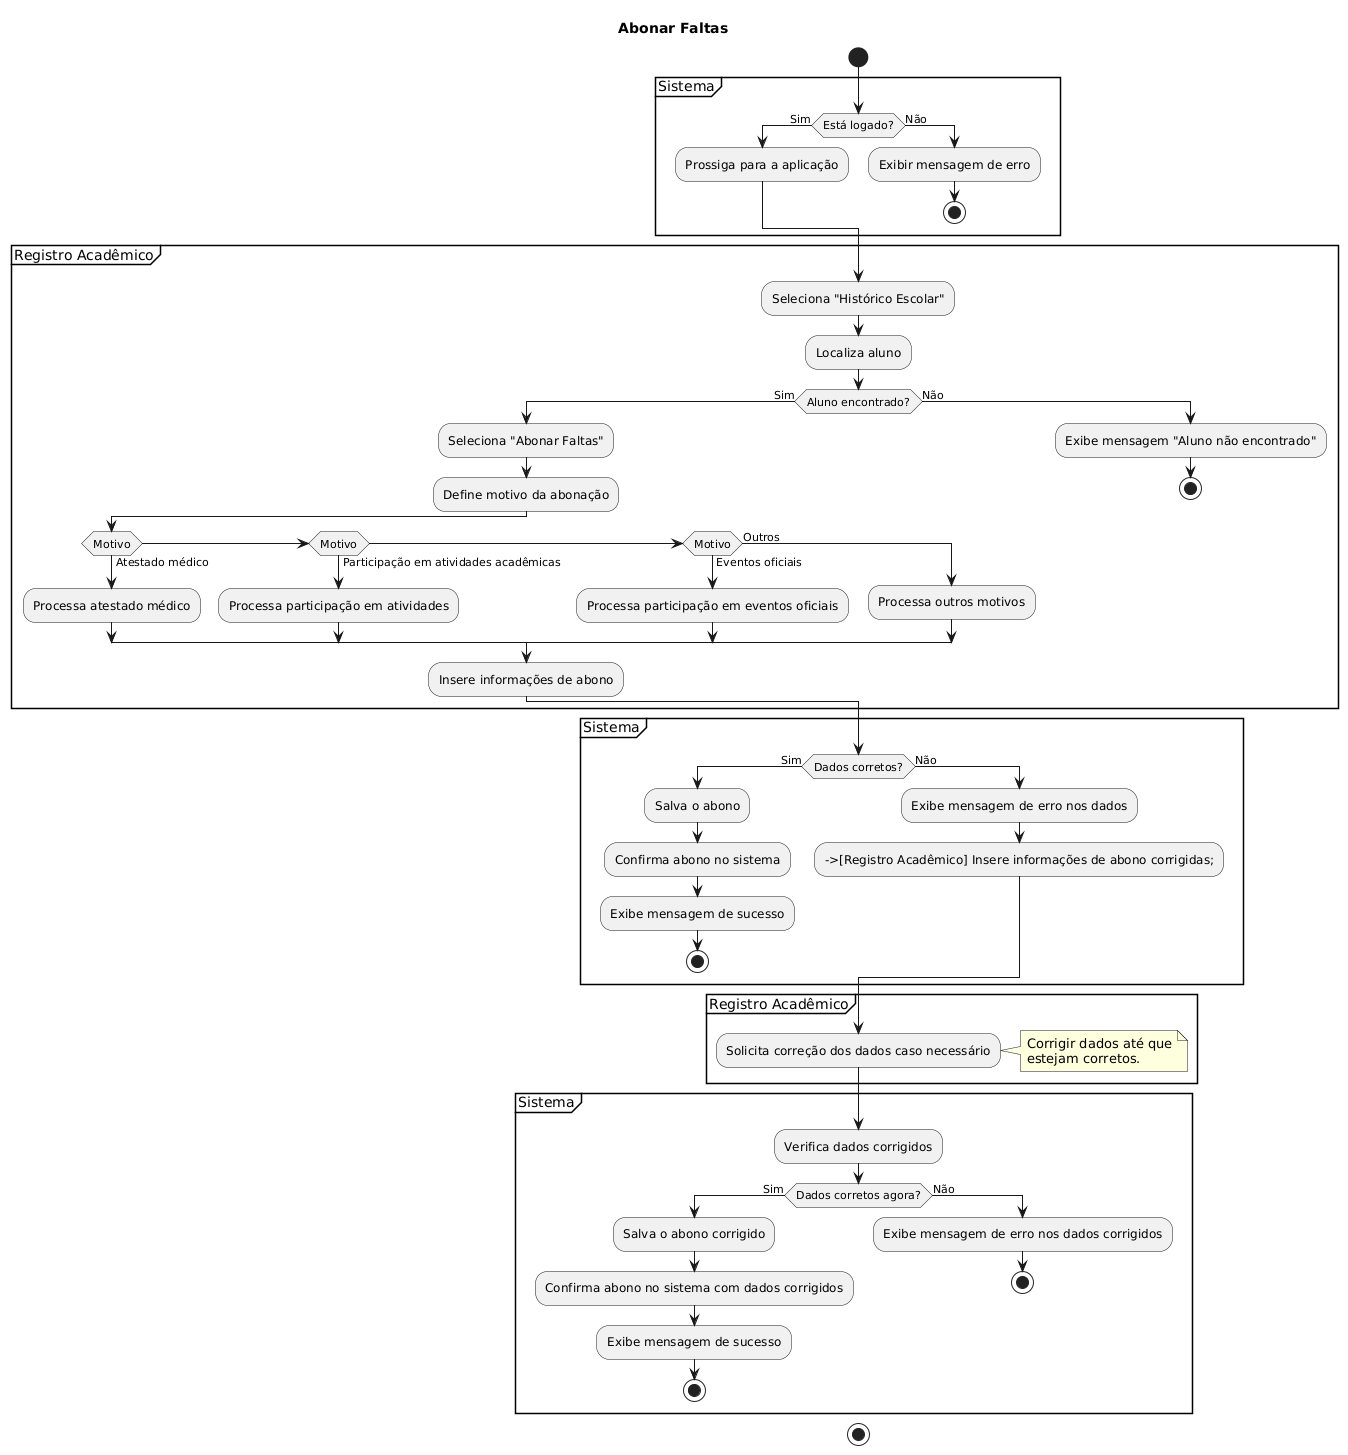 Abonar Faltas
Sistema
Está logado?
Sim
Não
Prossiga para a aplicação
Exibir mensagem de erro
Registro Acadêmico
Seleciona "Histórico Escolar"
Localiza aluno
Aluno encontrado?
Sim
Não
Seleciona "Abonar Faltas"
Exibe mensagem "Aluno não encontrado"
Define motivo da abonação
Motivo
Motivo
Motivo
Outros
Atestado médico
Participação em atividades acadêmicas
Eventos oficiais
Processa atestado médico
Processa participação em atividades
Processa participação em eventos oficiais
Processa outros motivos
Insere informações de abono
Sistema
Dados corretos?
Sim
Não
Salva o abono
Exibe mensagem de erro nos dados
Confirma abono no sistema
->[Registro Acadêmico] Insere informações de abono corrigidas;
Exibe mensagem de sucesso
Registro Acadêmico
Solicita correção dos dados caso necessário
Corrigir dados até que
estejam corretos.
Sistema
Verifica dados corrigidos
Dados corretos agora?
Sim
Não
Salva o abono corrigido
Exibe mensagem de erro nos dados corrigidos
Confirma abono no sistema com dados corrigidos
Exibe mensagem de sucesso